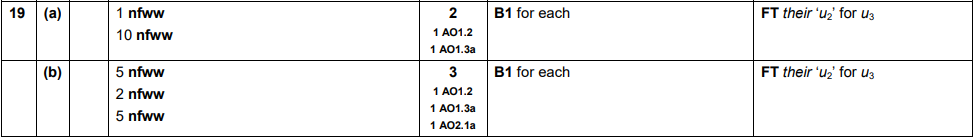 19 (a) 1 nfww 2 B1 for each FT their ‘u₂’ for u₃
10 nfww 1 AO1.2
1 AO1.3a
(b) 5 nfww 3 B1 for each FT their ‘u₂’ for u₃
2 nfww 1 AO1.2
1 AO1.3a
5 nfww 1 AO2.1a